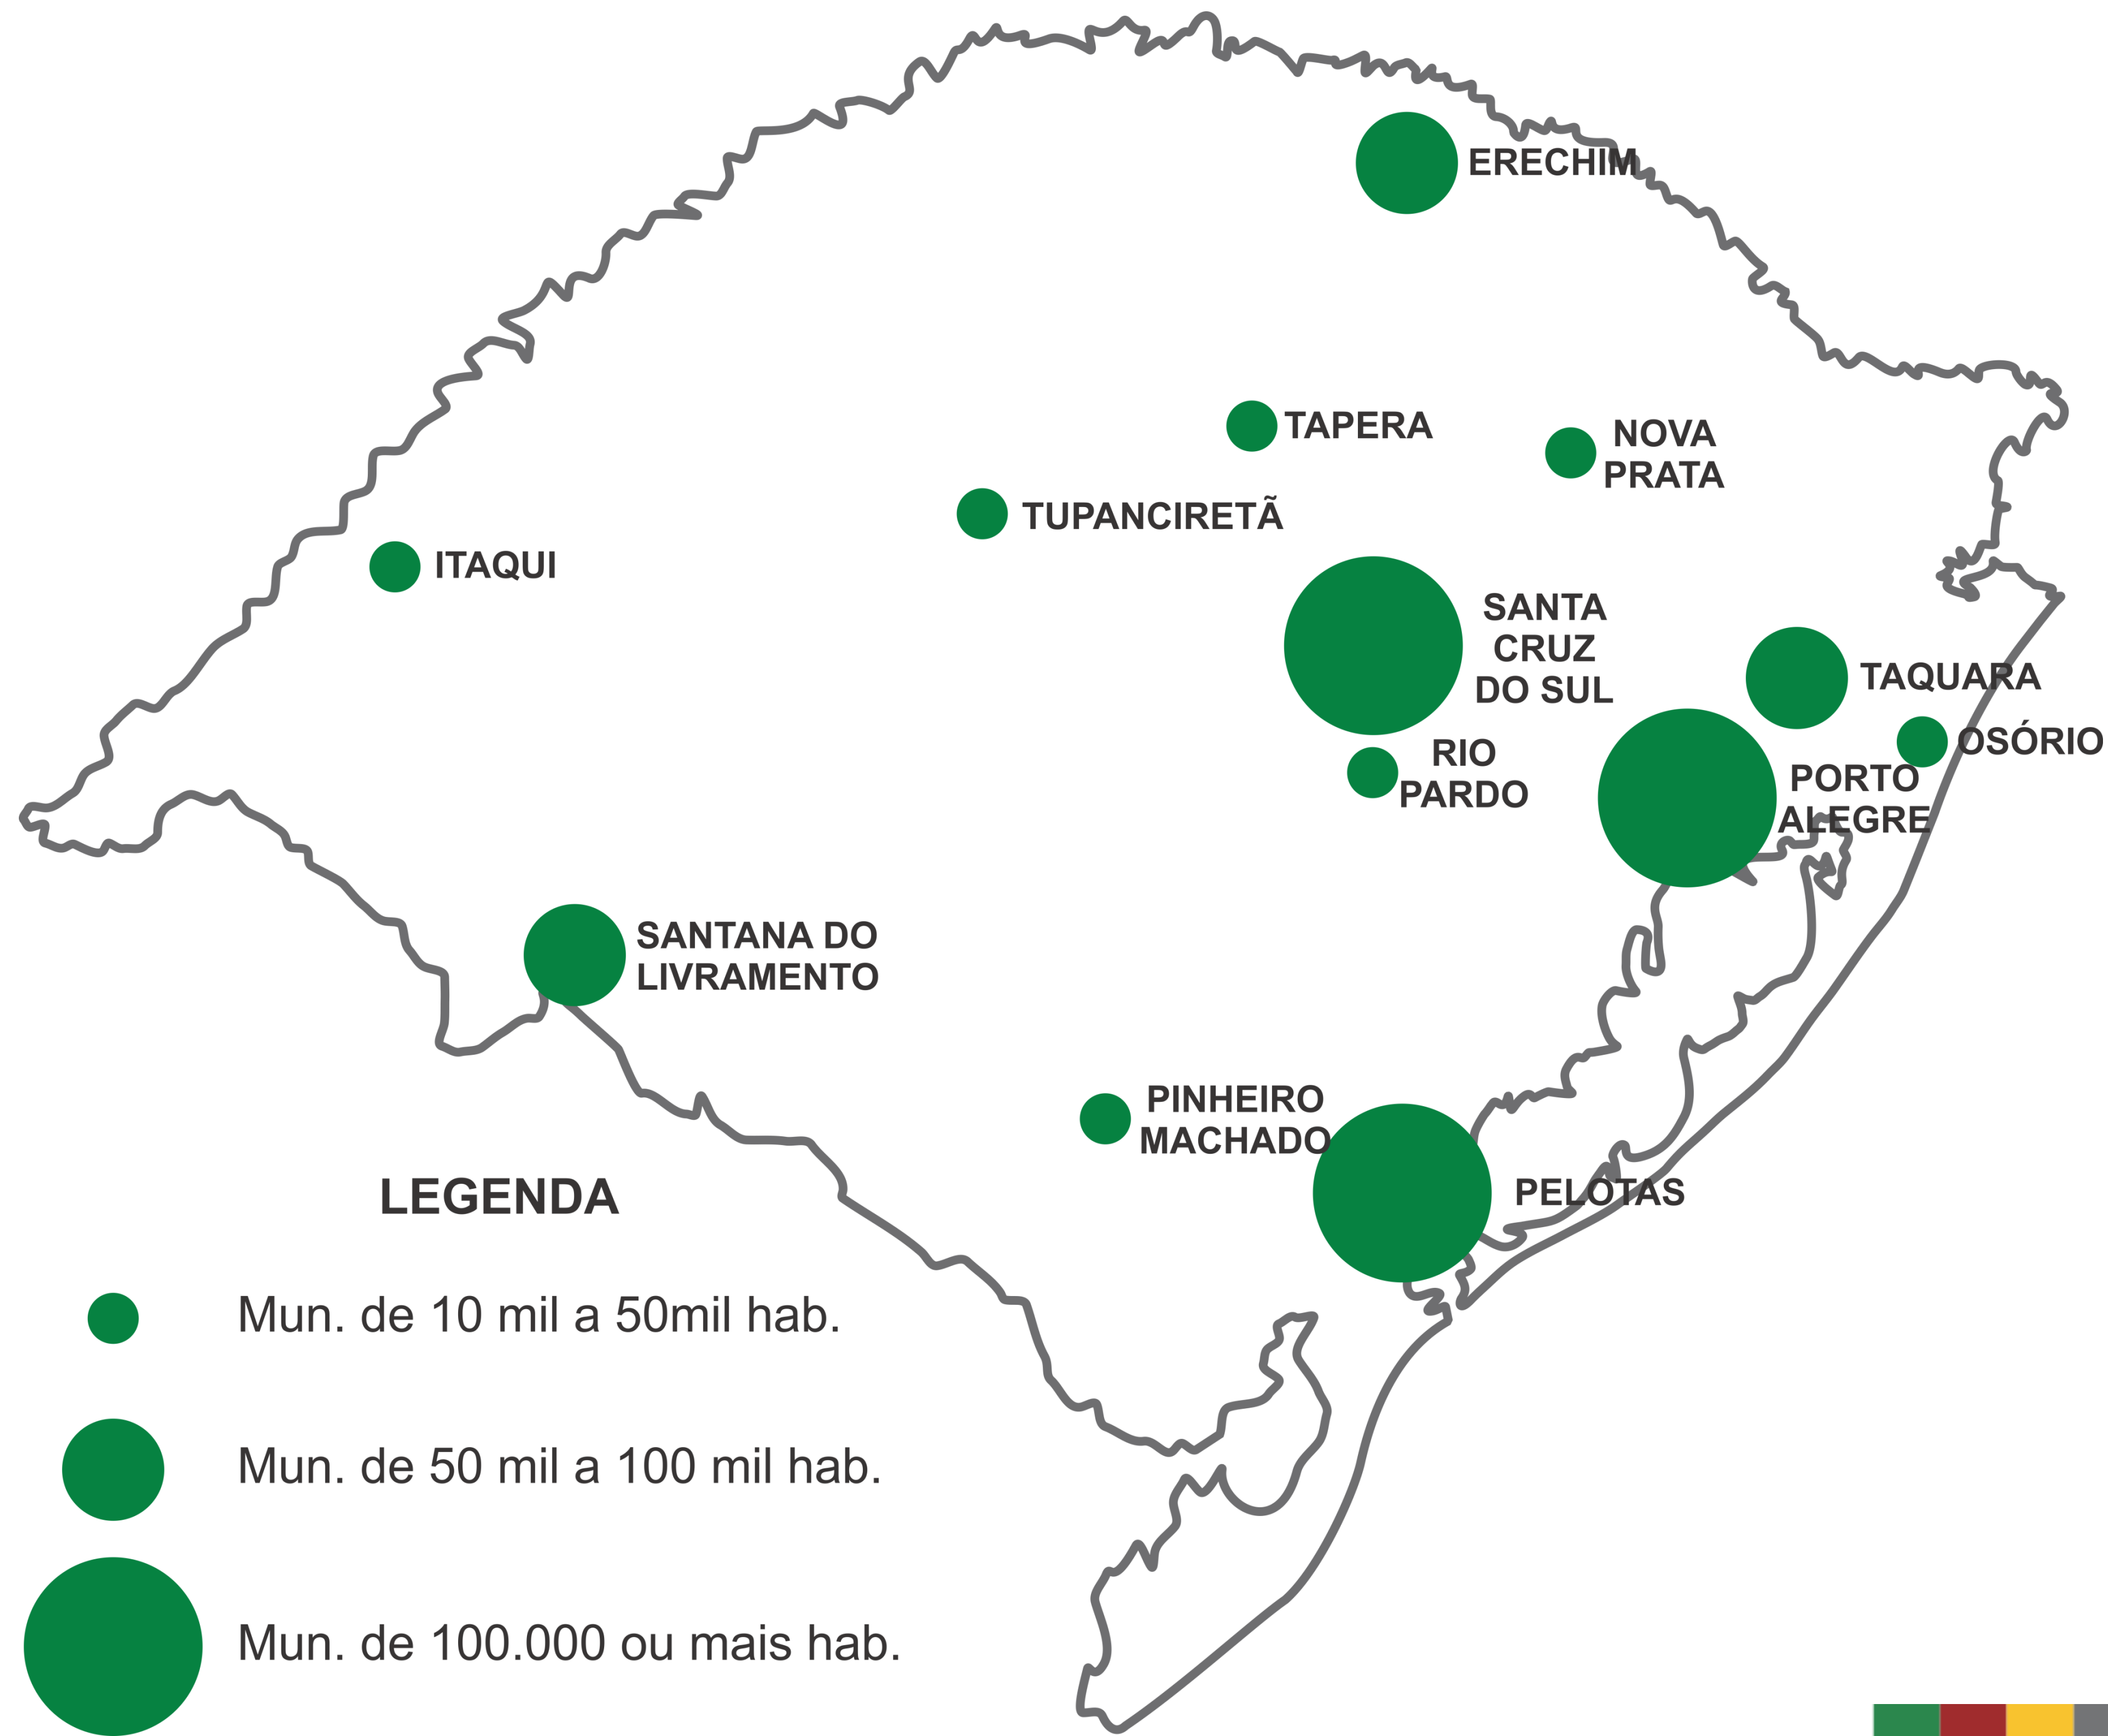 ERECHIM
TAPERA
NOVA
PRATA
TUPANCIRETÃ
ITAQUI
SANTA
CRUZ
DO SUL
TAQUARA
OSÓRIO
RIO
PARDO
PORTO
ALEGRE
SANTANA DO
LIVRAMENTO
PINHEIRO
MACHADO
PELOTAS
LEGENDA
Mun. de 10 mil a 50mil hab.
Mun. de 50 mil a 100 mil hab.
Mun. de 100.000 ou mais hab.